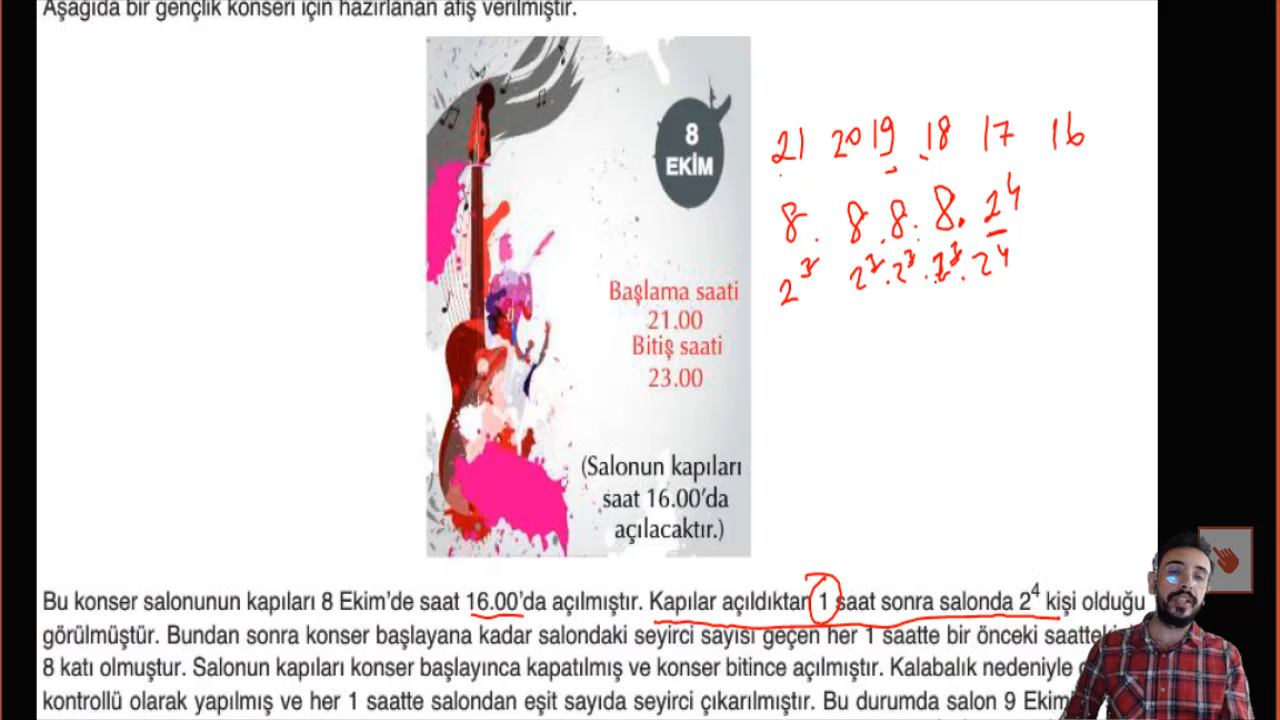 Aşağıda bir gençlik konseri için hazırlanan afiş verilmiştir.
8
EKİM
21 20 19 18 17 16
8 . 8 . 8 . 8 . 2⁴
2³ 2³ . 2³ . 2³ . 2⁴
Başlama saati
21.00
Bitiş saati
23.00
(Salonun kapıları
saat 16.00'da
açılacaktır.)
Bu konser salonunun kapıları 8 Ekim'de saat 16.00'da açılmıştır. Kapılar açıldıktan 1 saat sonra salonda 2⁴ kişi olduğu
görülmüştür. Bundan sonra konser başlayana kadar salondaki seyirci sayısı geçen her 1 saatte bir önceki
8 katı olmuştur. Salonun kapıları konser başlayınca kapatılmış ve konser bitince açılmıştır. Kalabalık nedeniyle
kontrollü olarak yapılmış ve her 1 saatte salondan eşit sayıda seyirci çıkarılmıştır. Bu durumda salon 9